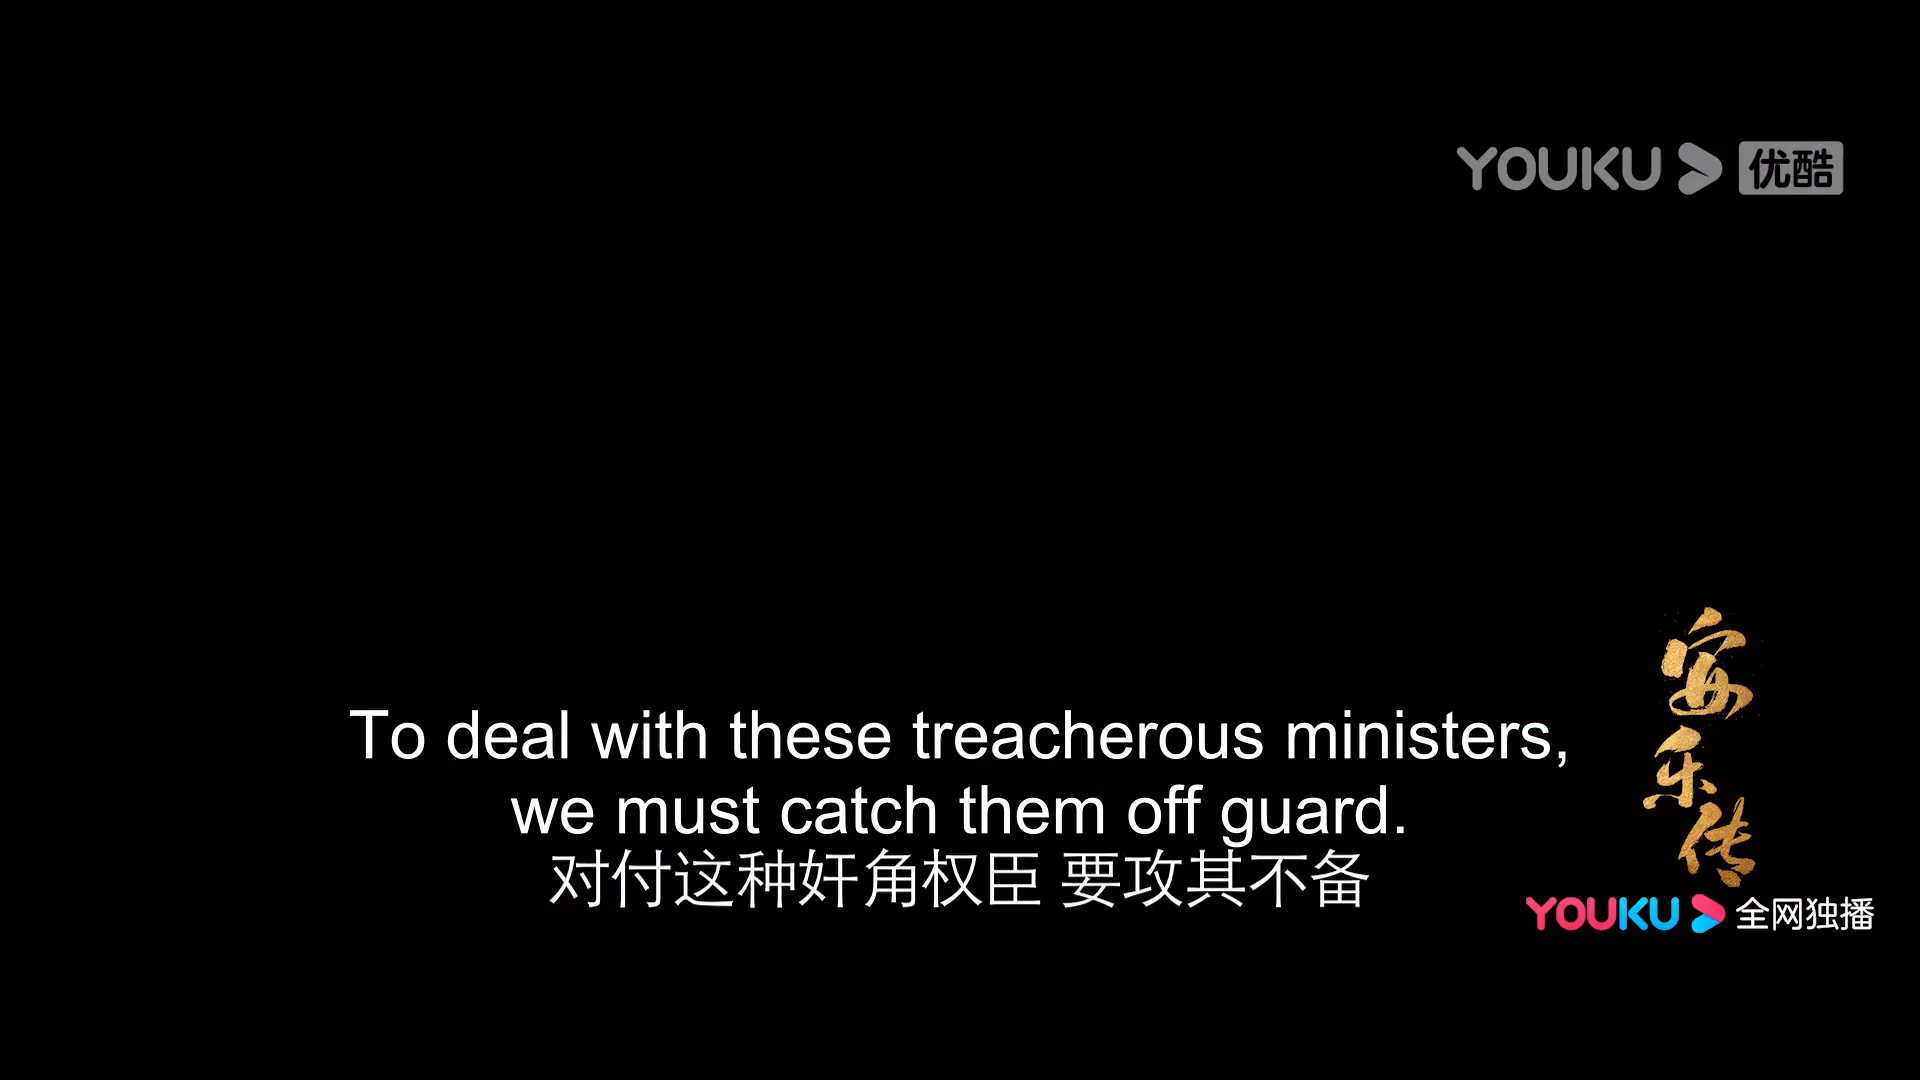 YOUKU 优酷
安乐传
To deal with these treacherous ministers,
we must catch them off guard.
对付这种奸角权臣 要攻其不备
YOUKU 全网独播